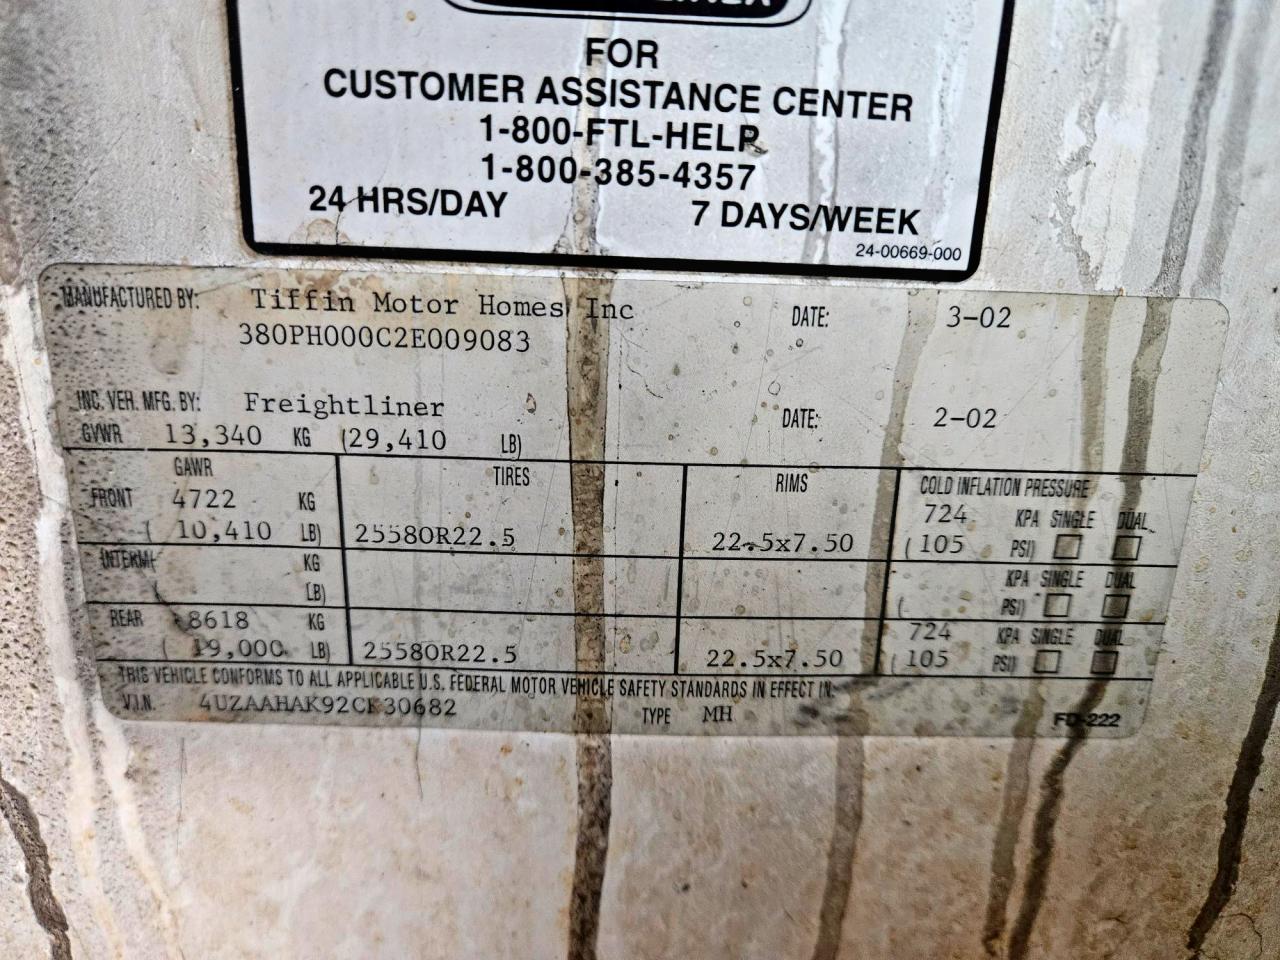 FOR
CUSTOMER ASSISTANCE CENTER
1-800-FTL-HELP
1-800-385-4357
24 HRS/DAY 7 DAYS/WEEK
24-00669-000
MANUFACTURED BY: Tiffin Motor Homes Inc DATE: 3-02
380PH000C2E009083
INC. VEH. MFG. BY: Freightliner DATE: 2-02
GVWR 13,340 KG (29,410 LB)
GAWR TIRES RIMS COLD INFLATION PRESSURE
FRONT 4722 KG 724 KPA SINGLE DUAL
( 10,410 LB) 25580R22.5 22.5x7.50 ( 105 PSI)
INTERM KG KPA SINGLE DUAL
LB) ( PSI)
REAR 8618 KG 724 KPA SINGLE DUAL
( 19,000 LB) 25580R22.5 22.5x7.50 ( 105 PSI)
THIS VEHICLE CONFORMS TO ALL APPLICABLE U.S. FEDERAL MOTOR VEHICLE SAFETY STANDARDS IN EFFECT IN:
V.I.N. 4UZAAHAK92CK30682 TYPE MH FD-222